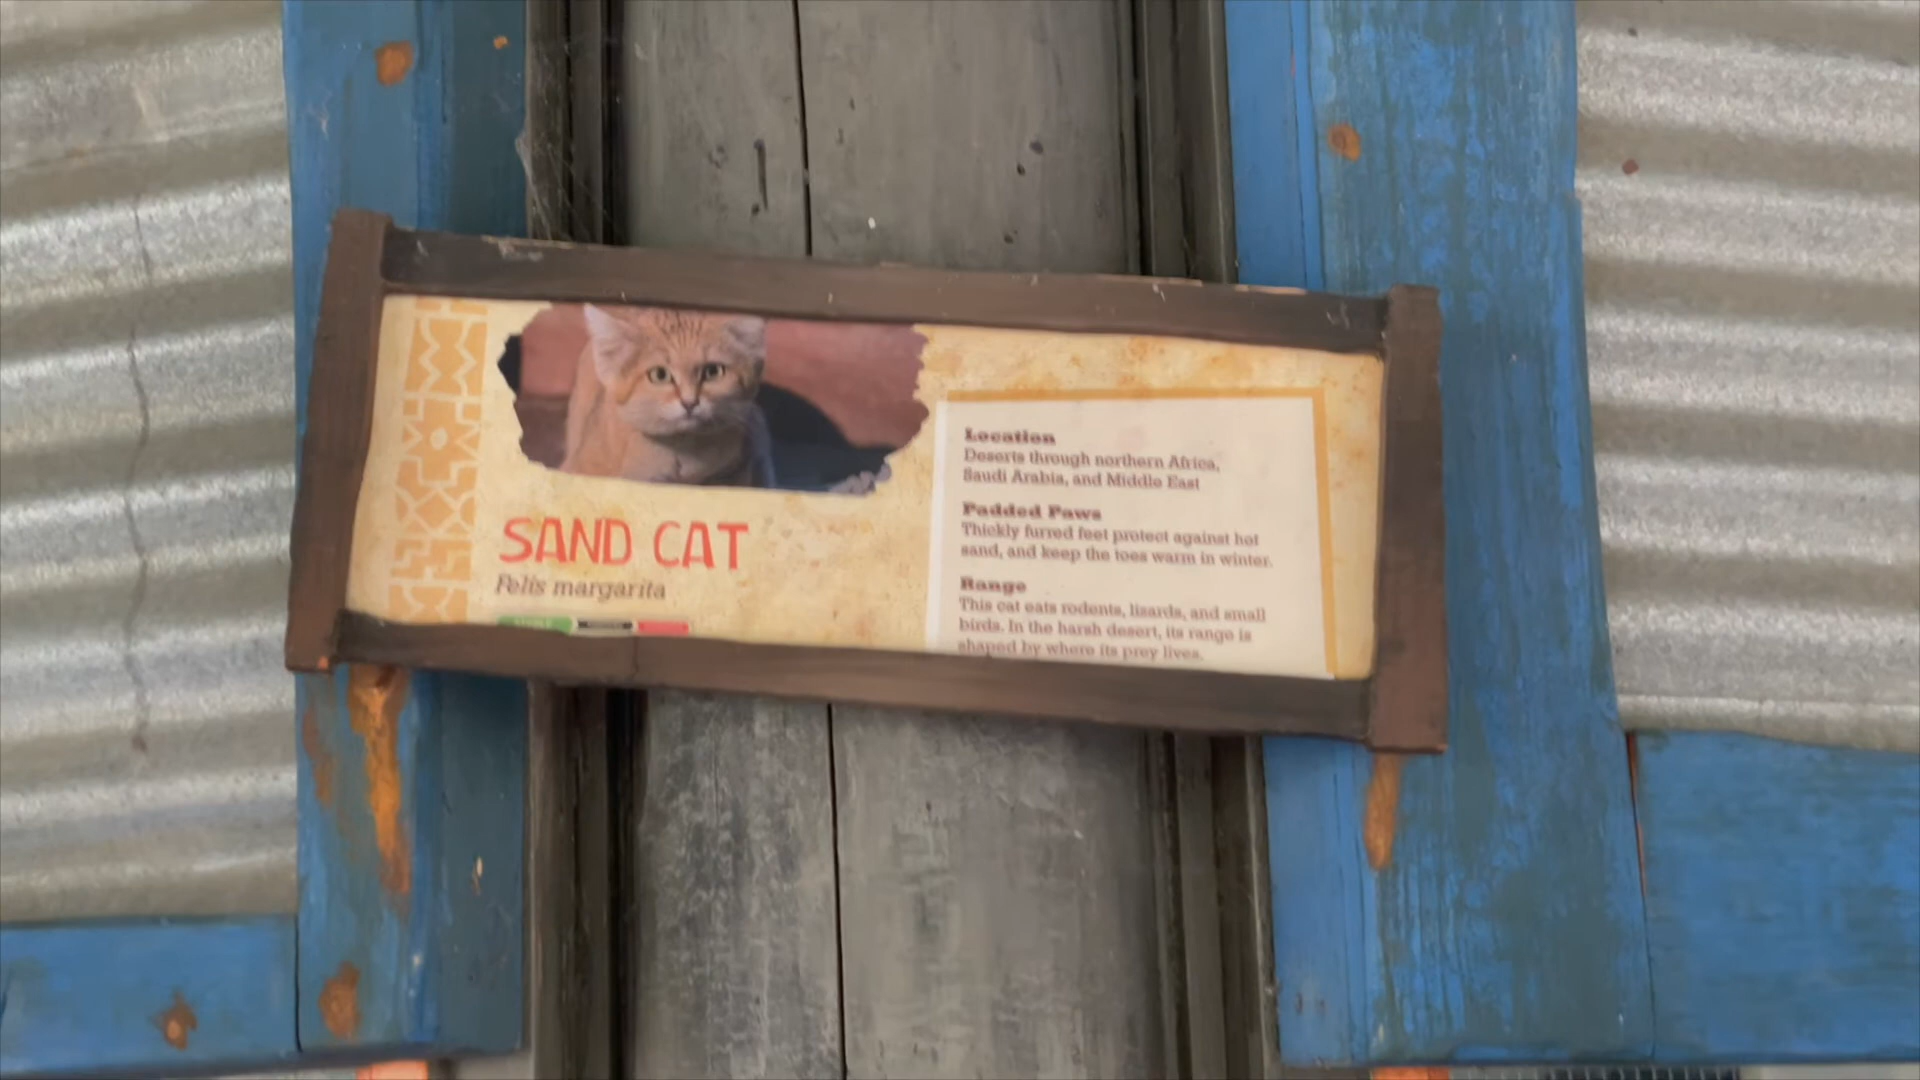 SAND CAT
Felis margarita
Location
Deserts through northern Africa,
Saudi Arabia, and Middle East
Padded Paws
Thickly furred feet protect against hot
sand, and keep the toes warm in winter.
Range
This cat eats rodents, lizards, and small
birds. In the harsh desert, its range is
shaped by where its prey lives.